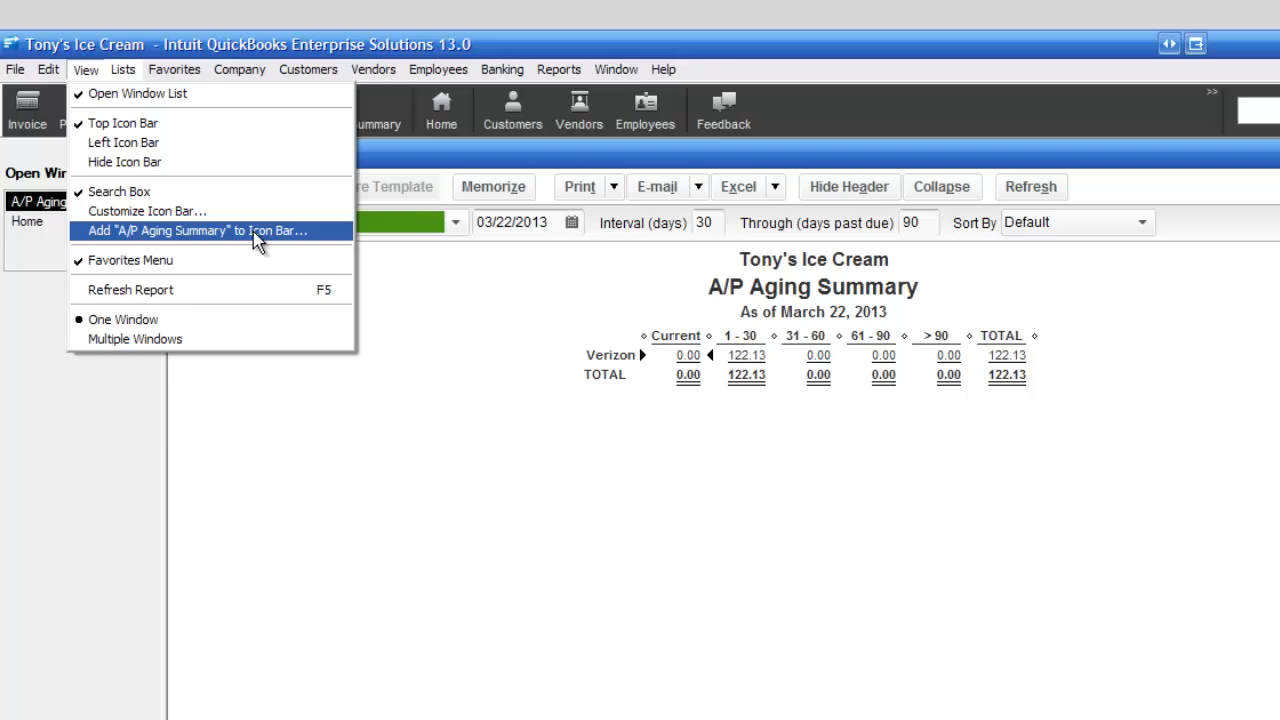 Tony's Ice Cream - Intuit QuickBooks Enterprise Solutions 13.0
File Edit View Lists Favorites Company Customers Vendors Employees Banking Reports Window Help
Open Window List
Top Icon Bar
Left Icon Bar
Hide Icon Bar
Search Box
Customize Icon Bar...
Add "A/P Aging Summary" to Icon Bar...
Favorites Menu
Refresh Report F5
One Window
Multiple Windows
Invoice Home Customers Vendors Employees Feedback >>
Open
A/P Aging
Home
Template Memorize Print E-mail Excel Hide Header Collapse Refresh
03/22/2013 Interval (days) 30 Through (days past due) 90 Sort By Default
Tony's Ice Cream
A/P Aging Summary
As of March 22, 2013
Current 1 - 30 31 - 60 61 - 90 > 90 TOTAL
Verizon 0.00 122.13 0.00 0.00 0.00 122.13
TOTAL 0.00 122.13 0.00 0.00 0.00 122.13